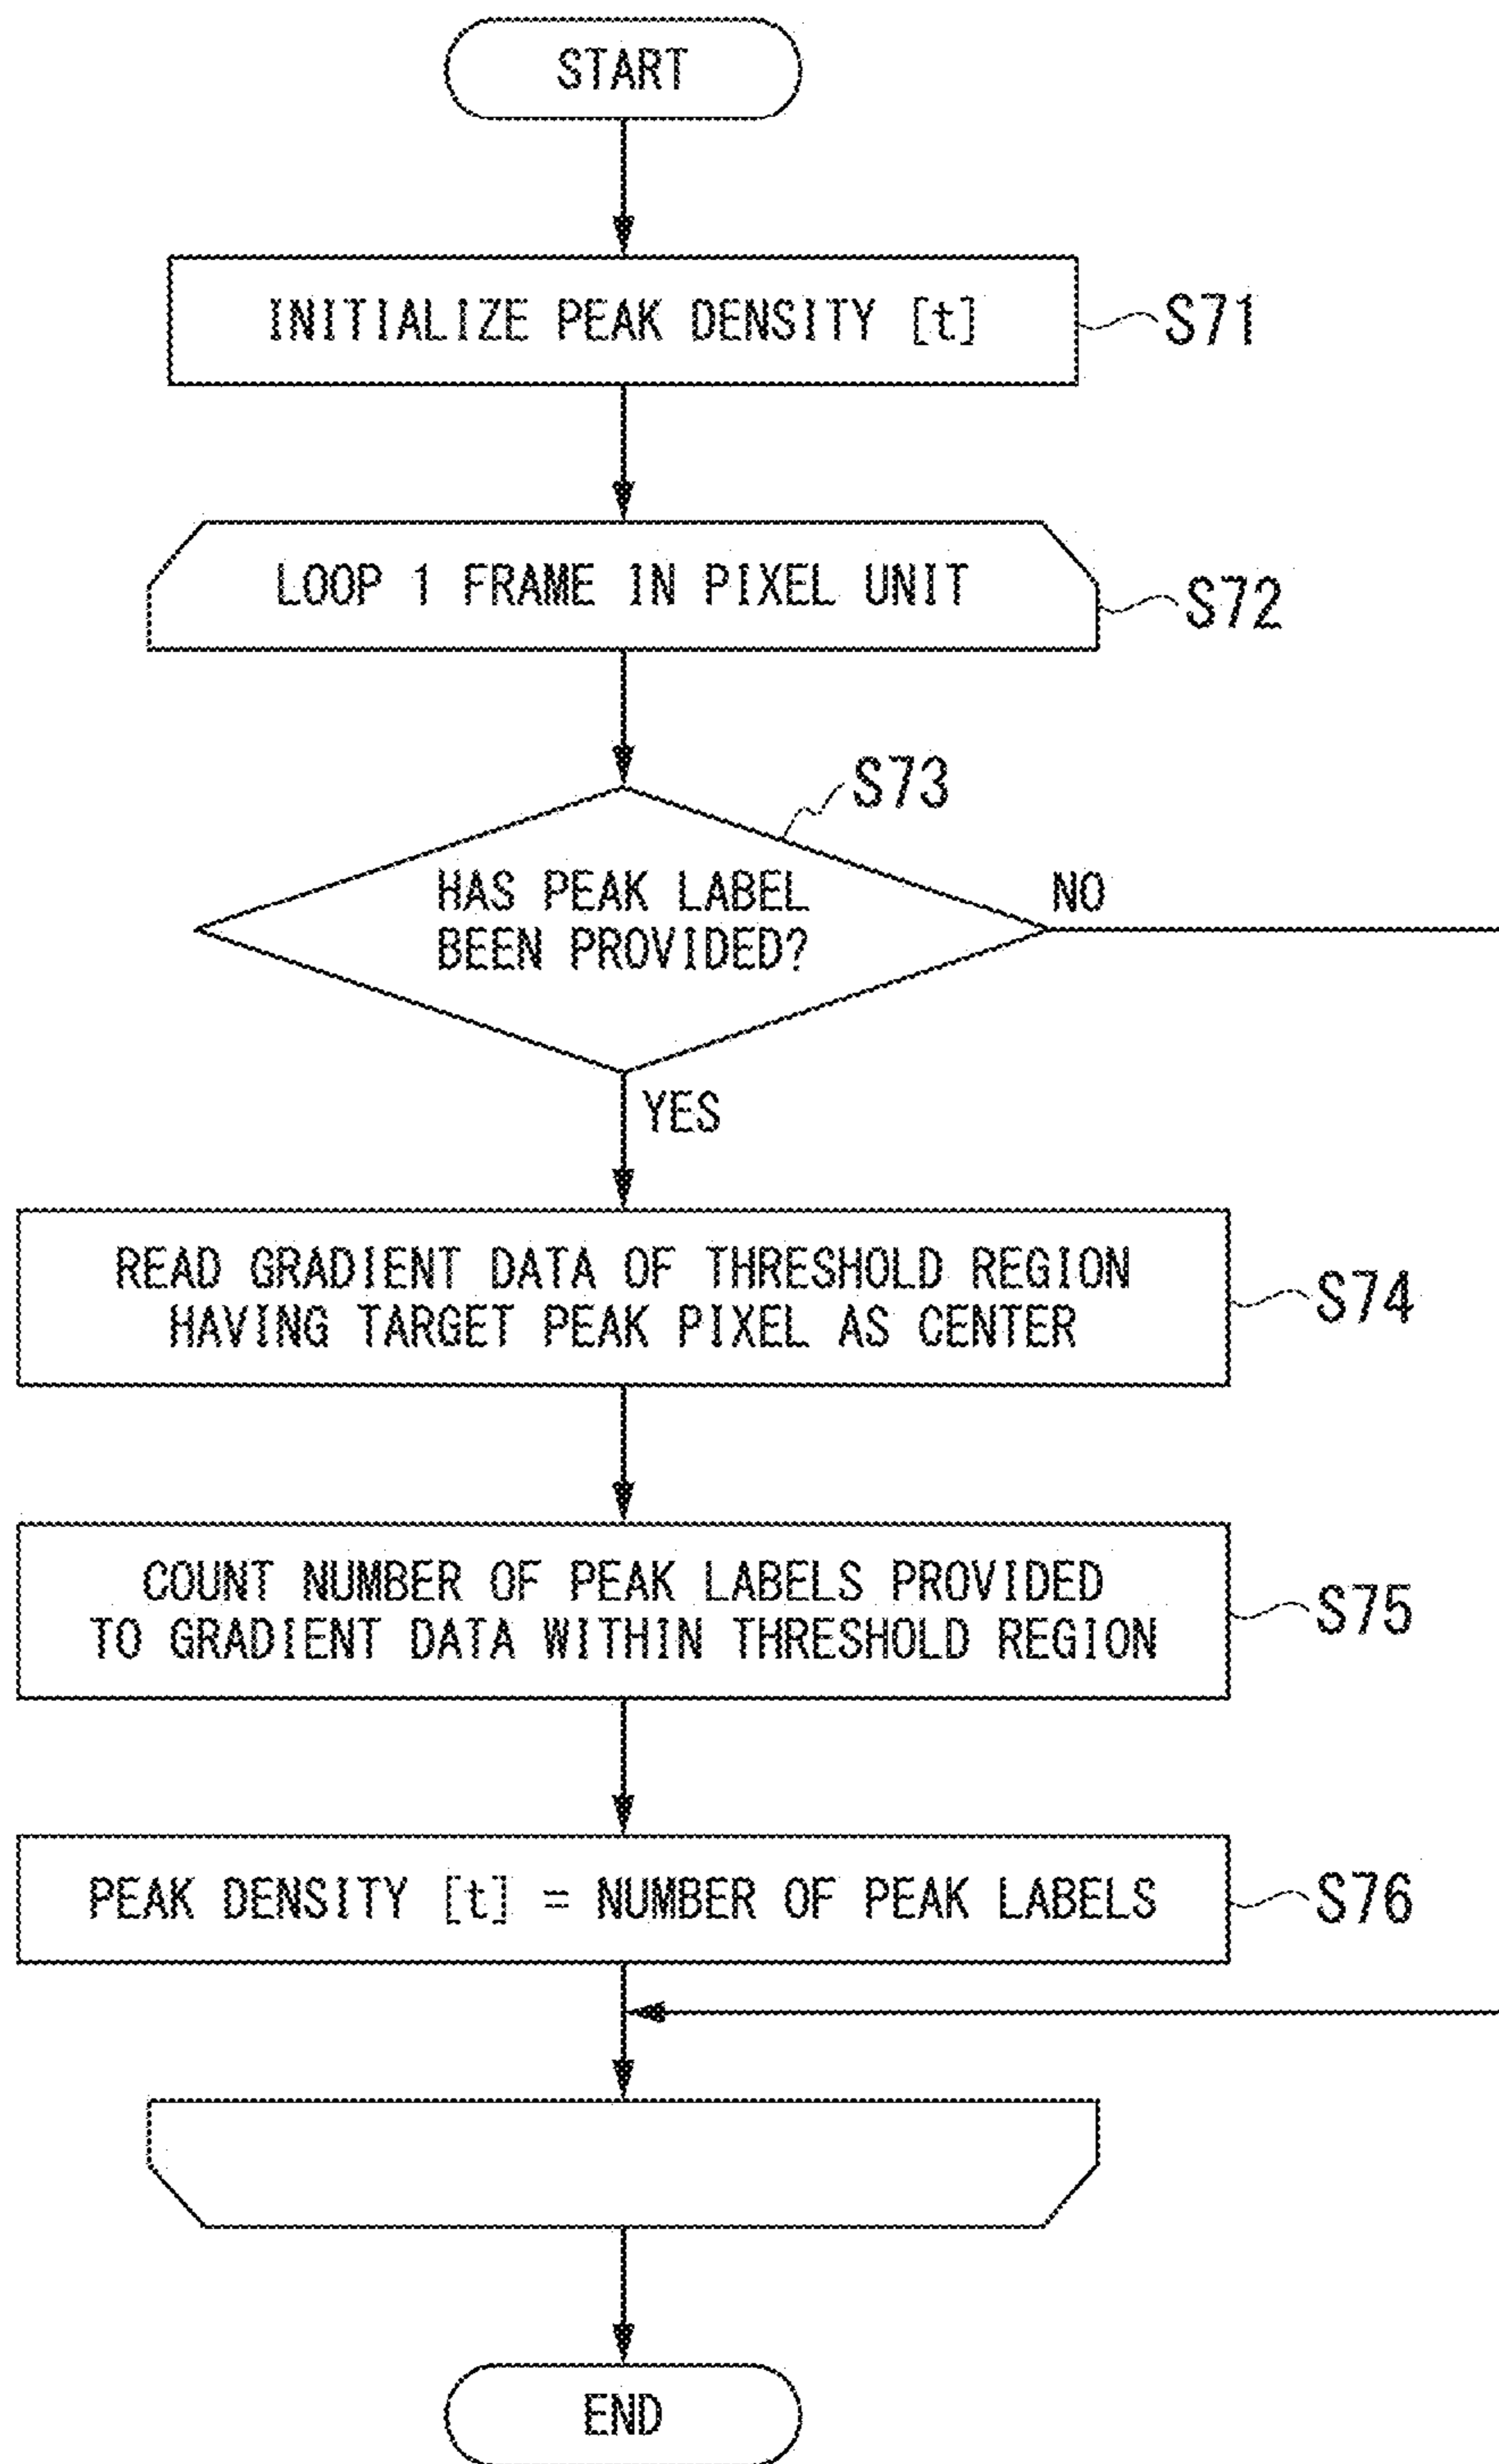 START
INITIALIZE PEAK DENSITY [t]
S71
LOOP 1 FRAME IN PIXEL UNIT
S72
S73
HAS PEAK LABEL
BEEN PROVIDED?
NO
YES
READ GRADIENT DATA OF THRESHOLD REGION
HAVING TARGET PEAK PIXEL AS CENTER
S74
COUNT NUMBER OF PEAK LABELS PROVIDED
TO GRADIENT DATA WITHIN THRESHOLD REGION
S75
PEAK DENSITY [t] = NUMBER OF PEAK LABELS
S76
END